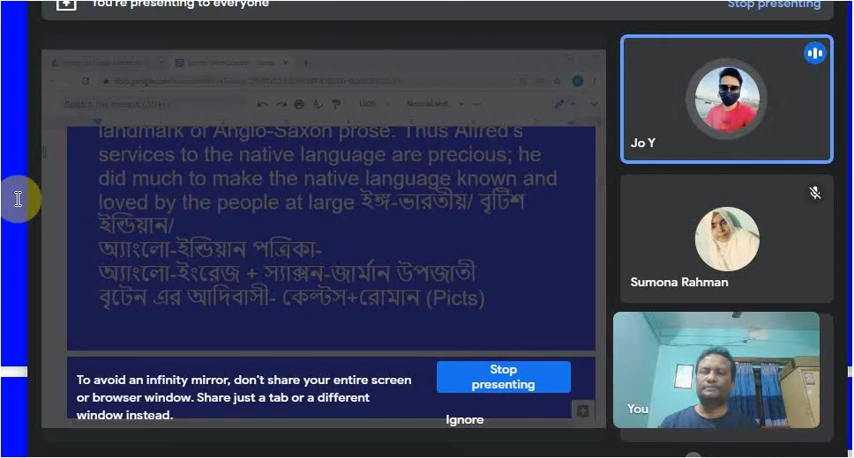 You're presenting to everyone
Stop presenting
landmark of Anglo-Saxon prose. Thus Alfred's
services to the native language are precious; he
did much to make the native language known and
loved by the people at large ইঙ্গ-ভারতীয়/ বৃটিশ
ইন্ডিয়ান/
অ্যাংলো-ইন্ডিয়ান পত্রিকা-
অ্যাংলো-ইংরেজ + স্যাক্সন-জার্মান উপজাতী
বৃটেন এর আদিবাসী- কেল্টস+রোমান (Picts)
To avoid an infinity mirror, don't share your entire screen
or browser window. Share just a tab or a different
window instead.
Stop
presenting
Ignore
Jo Y
Sumona Rahman
You